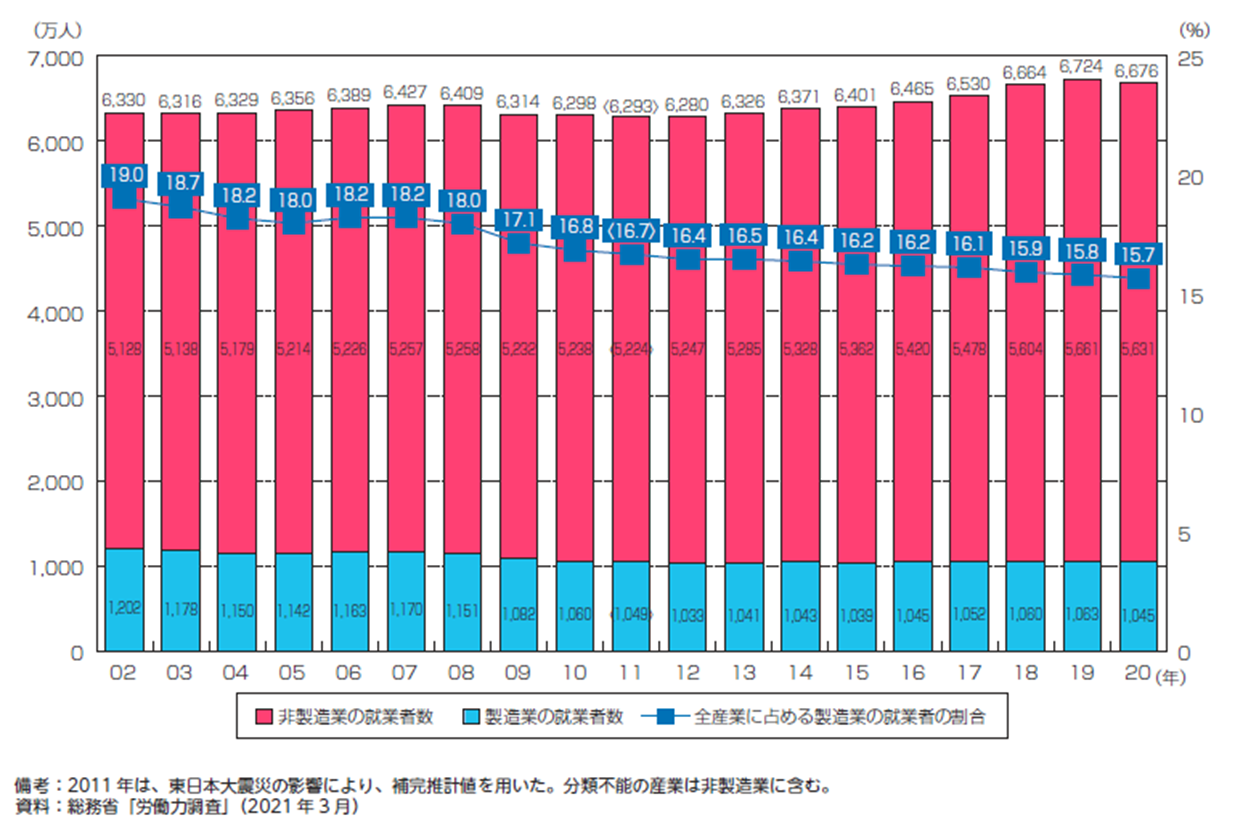 (万人)
(%)
7,000
6,000
5,000
4,000
3,000
2,000
1,000
0
25
20
15
10
5
0
6,330 6,316 6,329 6,356 6,389 6,427 6,409 6,314 6,298 〈6,293〉 6,280 6,326 6,371 6,401 6,465 6,530 6,664 6,724 6,676
19.0 18.7 18.2 18.0 18.2 18.2 18.0 17.1 16.8 〈16.7〉 16.4 16.5 16.4 16.2 16.2 16.1 15.9 15.8 15.7
5,128 5,138 5,179 5,214 5,226 5,257 5,258 5,232 5,238 〈5,224〉 5,247 5,285 5,328 5,362 5,420 5,478 5,604 5,661 5,631
1,202 1,178 1,150 1,142 1,163 1,170 1,151 1,082 1,060 〈1,049〉 1,033 1,041 1,043 1,039 1,045 1,052 1,060 1,063 1,045
02 03 04 05 06 07 08 09 10 11 12 13 14 15 16 17 18 19 20 (年)
非製造業の就業者数 製造業の就業者数 全産業に占める製造業の就業者の割合
備考：2011 年は、東日本大震災の影響により、補完推計値を用いた。分類不能の産業は非製造業に含む。
資料：総務省「労働力調査」（2021 年 3 月）